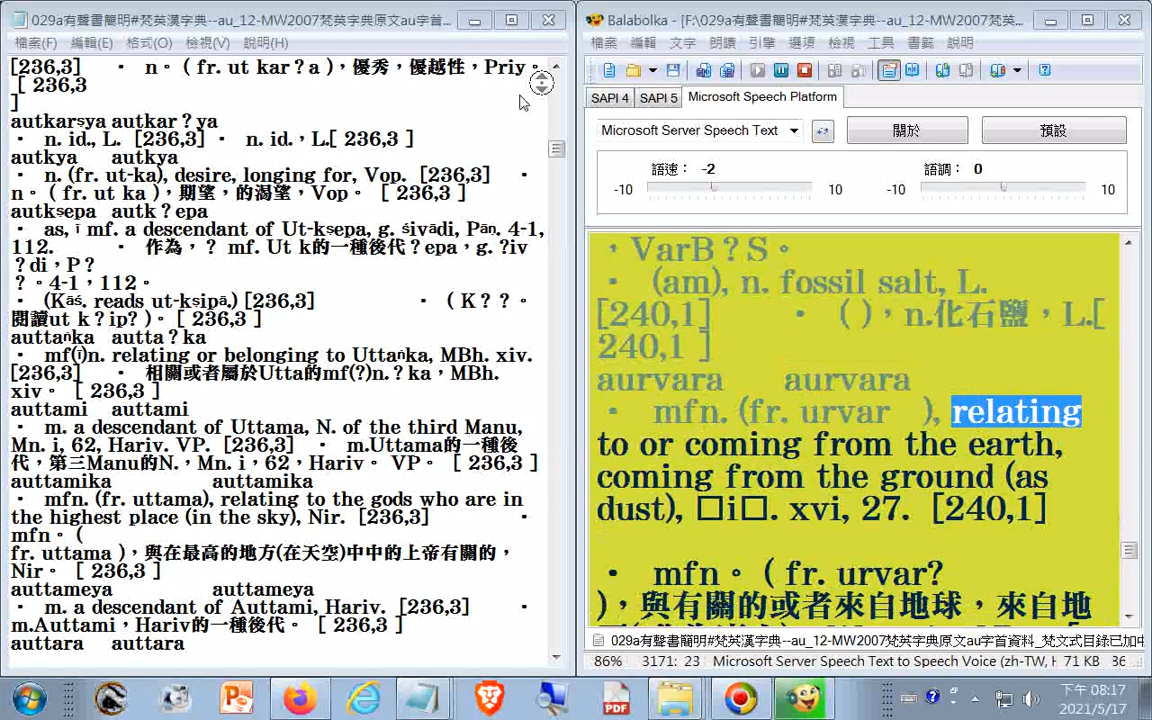 029a有聲書簡明#梵英漢字典--au_12-MW2007梵英字典原文au字首...
檔案(F) 編輯(E) 格式(O) 檢視(V) 說明(H)
[236,3] • n。( fr. ut kar？a )，優秀，優越性，Priy。
[ 236,3
]
autkarṣya autkar？ya
• n. id., L. [236,3] • n. id.，L.[ 236,3 ]
autkya autkya
• n. (fr. ut-ka), desire, longing for, Vop. [236,3] •
n。( fr. ut ka )，期望，的渴望，Vop。[ 236,3 ]
autkṣepa autk？epa
• as, ī mf. a descendant of Ut-kṣepa, g. śivādi, Pāṇ. 4-1,
112. • 作為，？ mf. Ut k的一種後代？epa，g. ?iv
?di，P？
？。4-1，112。
• (Kāś. reads ut-kṣipā.) [236,3] • ( K？？。
閱讀ut k？ip？)。[ 236,3 ]
auttaṅka autta？ka
• mf(ī)n. relating or belonging to Uttaṅka, MBh. xiv.
[236,3] • 相關或者屬於Utta的mf(?)n.？ka，MBh.
xiv。[ 236,3 ]
auttami auttami
• m. a descendant of Uttama, N. of the third Manu,
Mn. i, 62, Hariv. VP. [236,3] • m.Uttama的一種後
代，第三Manu的N.，Mn. i，62，Hariv。VP。[ 236,3 ]
auttamika auttamika
• mfn. (fr. uttama), relating to the gods who are in
the highest place (in the sky), Nir. [236,3] •
mfn。(
fr. uttama )，與在最高的地方(在天空)中中的上帝有關的，
Nir。[ 236,3 ]
auttameya auttameya
• m. a descendant of Auttami, Hariv. [236,3] •
m.Auttami，Hariv的一種後代。[ 236,3 ]
auttara auttara
Balabolka - [F:\029a有聲書簡明#梵英漢字典--au_12-MW2007梵英...
檔案 編輯 文字 朗讀 引擎 選項 檢視 工具 書籤 說明
SAPI 4 SAPI 5 Microsoft Speech Platform
Microsoft Server Speech Text 關於 預設
語速： -2 語調： 0
-10 10 -10 10
，VarB？S。
• (am), n. fossil salt, L.
[240,1] • ( )，n.化石鹽，L.[
240,1 ]
aurvara aurvara
• mfn. (fr. urvar ), relating
to or coming from the earth,
coming from the ground (as
dust), □i□. xvi, 27. [240,1]
• mfn。( fr. urvar?
)，與有關的或者來自地球，來自地
029a有聲書簡明#梵英漢字典--au_12-MW2007梵英字典原文au字首資料_梵文式目錄已加中
86% 3171: 23 Microsoft Server Speech Text to Speech Voice (zh-TW, H 71 KB 36
PDF
下午 08:17
2021/5/17